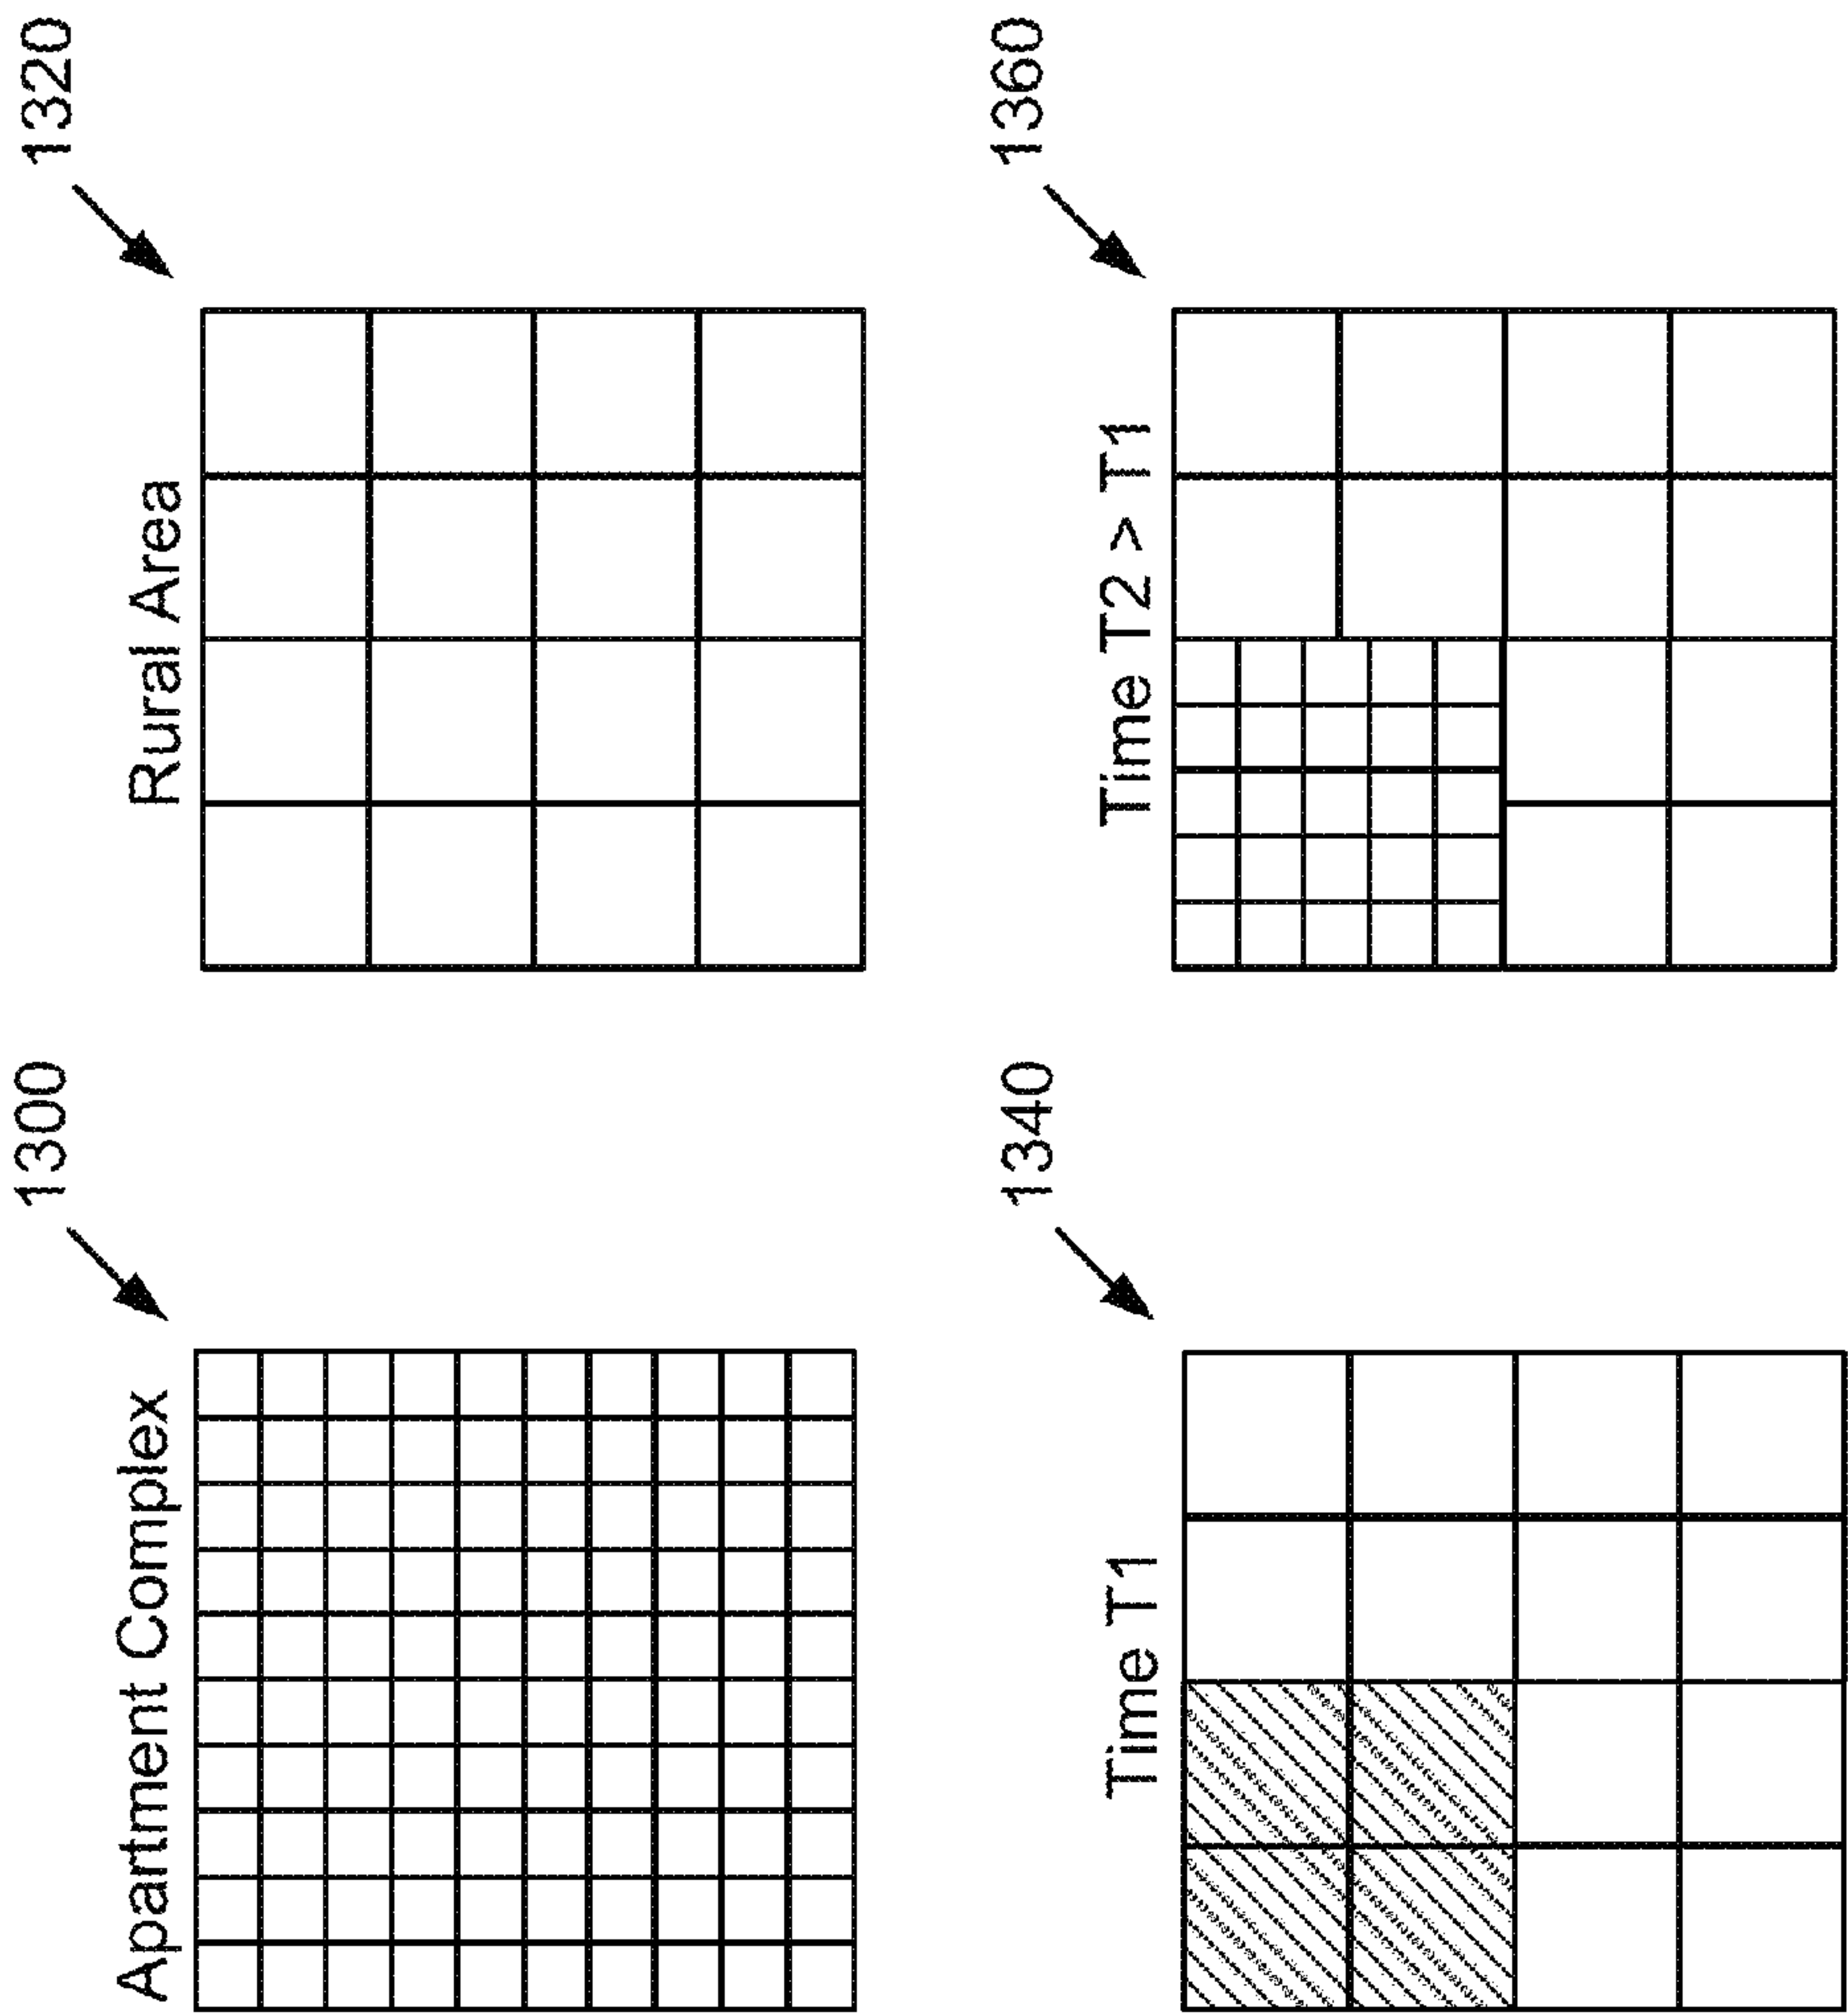 1300
Apartment Complex
1320
Rural Area
1340
Time T1
1360
Time T2 > T1